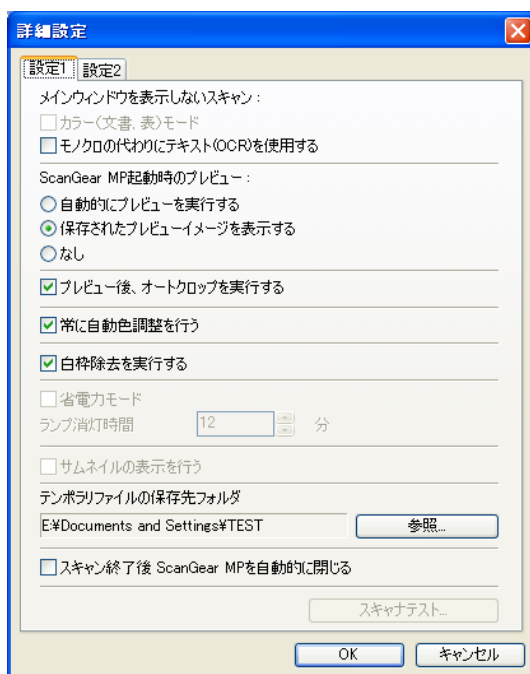 詳細設定
設定1 設定2
メインウィンドウを表示しないスキャン:
カラー(文書, 表)モード
モノクロの代わりにテキスト(OCR)を使用する
ScanGear MP起動時のプレビュー:
自動的にプレビューを実行する
保存されたプレビューイメージを表示する
なし
プレビュー後、オートクロップを実行する
常に自動色調整を行う
白枠除去を実行する
省電力モード
ランプ消灯時間 12 分
サムネイルの表示を行う
テンポラリファイルの保存先フォルダ
E:¥Documents and Settings¥TEST 参照...
スキャン終了後 ScanGear MPを自動的に閉じる
スキャナテスト...
OK キャンセル